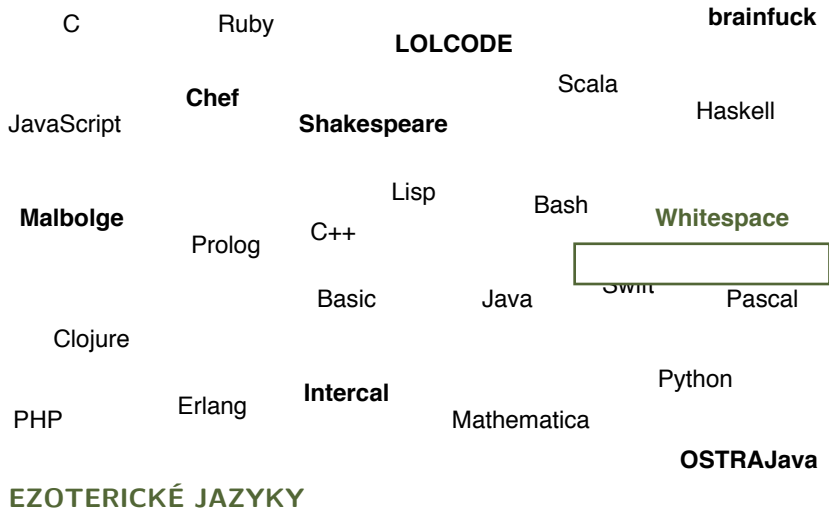 brainfuck
C
Ruby
LOLCODE
Scala
Chef
Haskell
JavaScript
Shakespeare
Lisp
Bash
Malbolge
Whitespace
C++
Prolog
Swift
Basic
Java
Pascal
Clojure
Python
Intercal
Erlang
PHP
Mathematica
OSTRAJava
EZOTERICKÉ JAZYKY